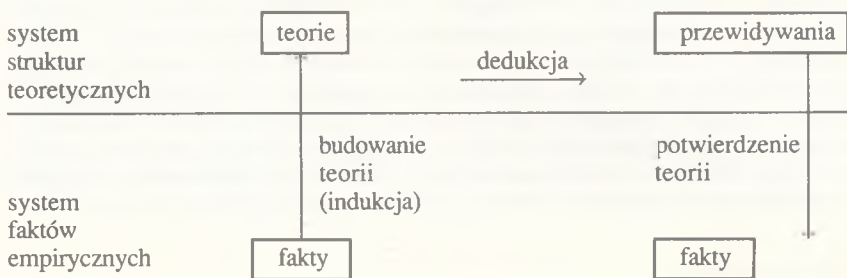 system
struktur
teoretycznych
teorie
dedukcja
przewidywania
budowanie
teorii
(indukcja)
potwierdzenie
teorii
system
faktów
empirycznych
fakty
fakty